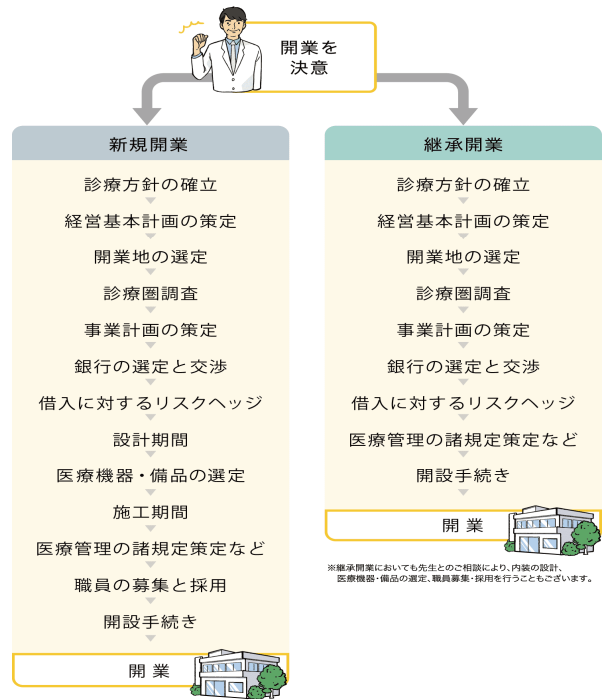 開業を
決意
新規開業
診療方針の確立
経営基本計画の策定
開業地の選定
診療圏調査
事業計画の策定
銀行の選定と交渉
借入に対するリスクヘッジ
設計期間
医療機器・備品の選定
施工期間
医療管理の諸規定策定など
職員の募集と採用
開設手続き
開業
継承開業
診療方針の確立
経営基本計画の策定
開業地の選定
診療圏調査
事業計画の策定
銀行の選定と交渉
借入に対するリスクヘッジ
医療管理の諸規定策定など
開設手続き
開業
※継承開業においても先生とのご相談により、内装の設計、
医療機器・備品の選定、職員募集・採用を行うこともございます。